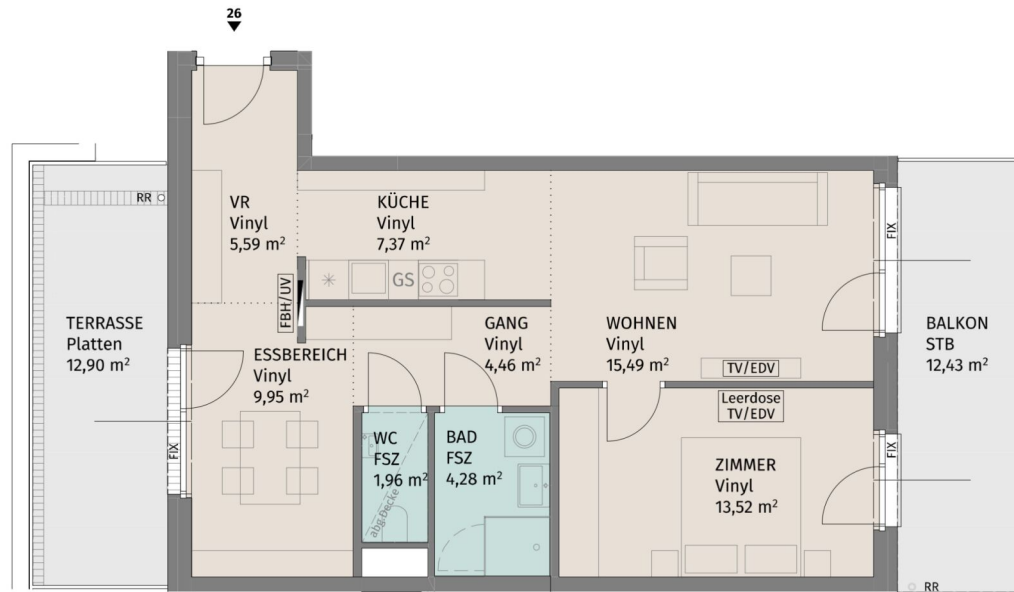 26
RR
VR
Vinyl
5,59 m²
KÜCHE
Vinyl
7,37 m²
GS
FIX
FBH/UV
TERRASSE
Platten
12,90 m²
ESSBEREICH
Vinyl
9,95 m²
GANG
Vinyl
4,46 m²
WOHNEN
Vinyl
15,49 m²
BALKON
STB
12,43 m²
TV/EDV
Leerdose
TV/EDV
FIX
WC
FSZ
1,96 m²
abg.Decke
BAD
FSZ
4,28 m²
ZIMMER
Vinyl
13,52 m²
FIX
RR